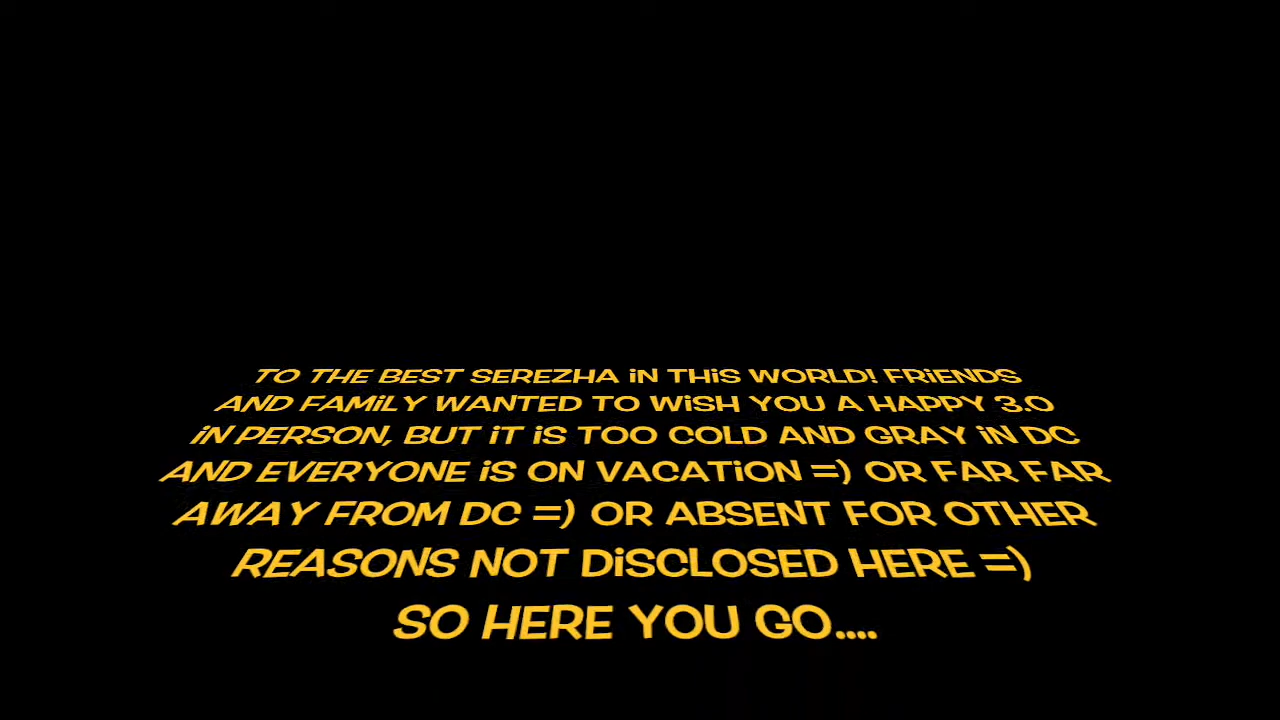 TO THE BEST SEREZHA iN THiS WORLD! FRiENDS
AND FAMiLY WANTED TO WiSH YOU A HAPPY 3.0
iN PERSON, BUT iT iS TOO COLD AND GRAY iN DC
AND EVERYONE iS ON VACATiON =) OR FAR FAR
AWAY FROM DC =) OR ABSENT FOR OTHER
REASONS NOT DiSCLOSED HERE =)
SO HERE YOU GO....